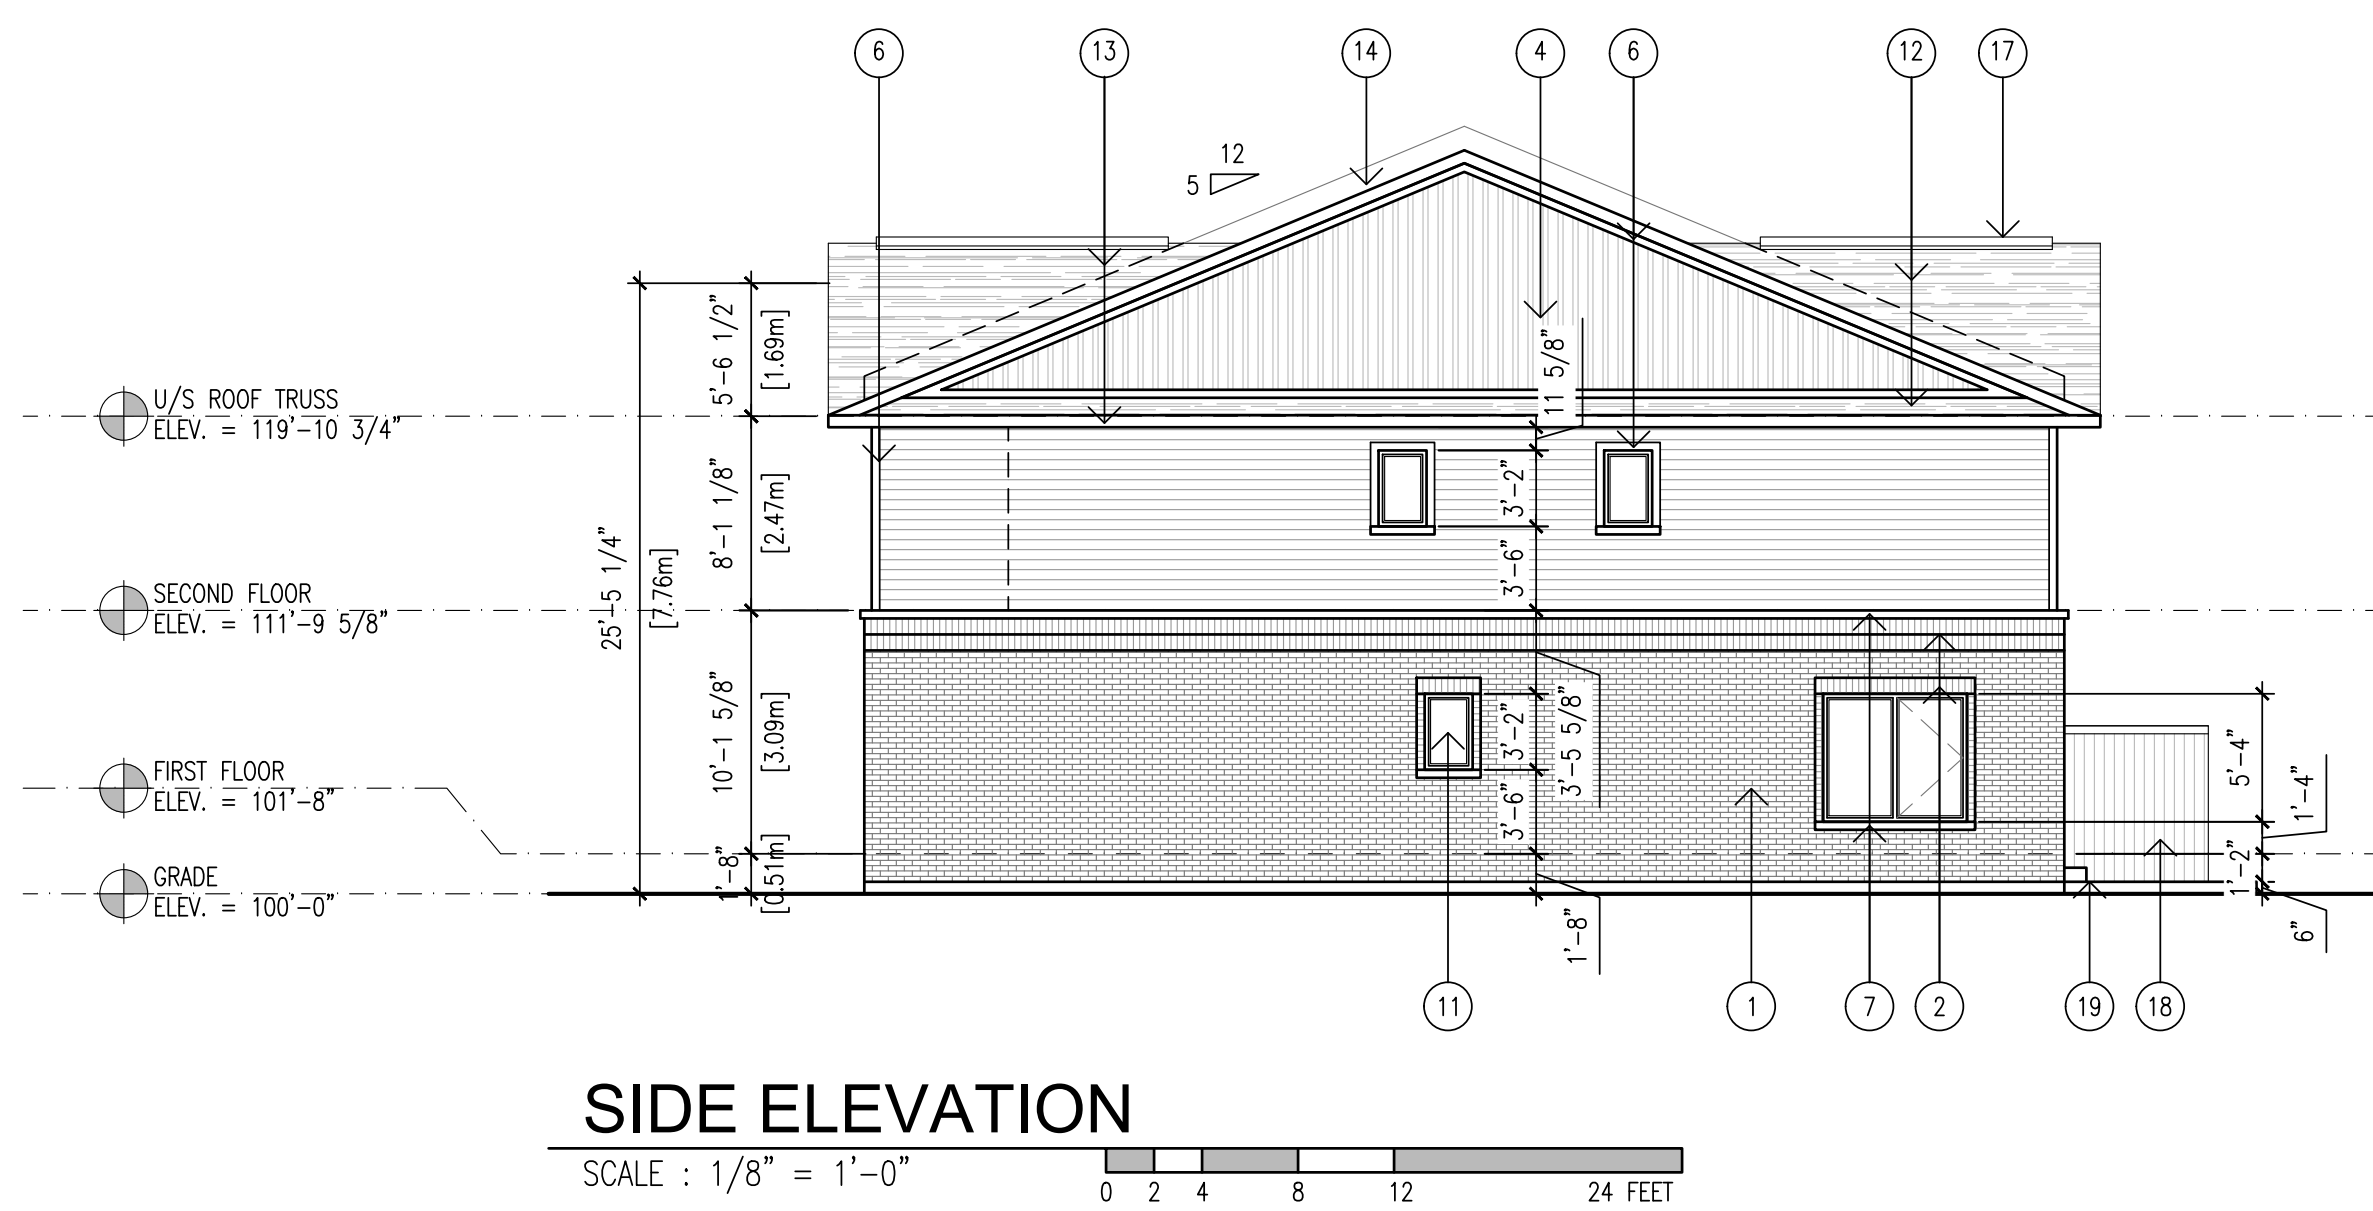 6 13 14 4 6 12 17
12
5
5'-6 1/2"
[1.69m]
11 5/8"
U/S ROOF TRUSS
ELEV. = 119'-10 3/4"
8'-1 1/8"
[2.47m]
3'-2"
3'-6"
25'-5 1/4"
[7.76m]
SECOND FLOOR
ELEV. = 111'-9 5/8"
10'-1 5/8"
[3.09m]
3'-2"
3'-5 5/8"
3'-6"
5'-4"
1'-4"
FIRST FLOOR
ELEV. = 101'-8"
1'-8"
[0.51m]
1'-2"
GRADE
ELEV. = 100'-0"
1'-8"
6"
11 1 7 2 19 18
SIDE ELEVATION
SCALE : 1/8" = 1'-0"
0 2 4 8 12 24 FEET